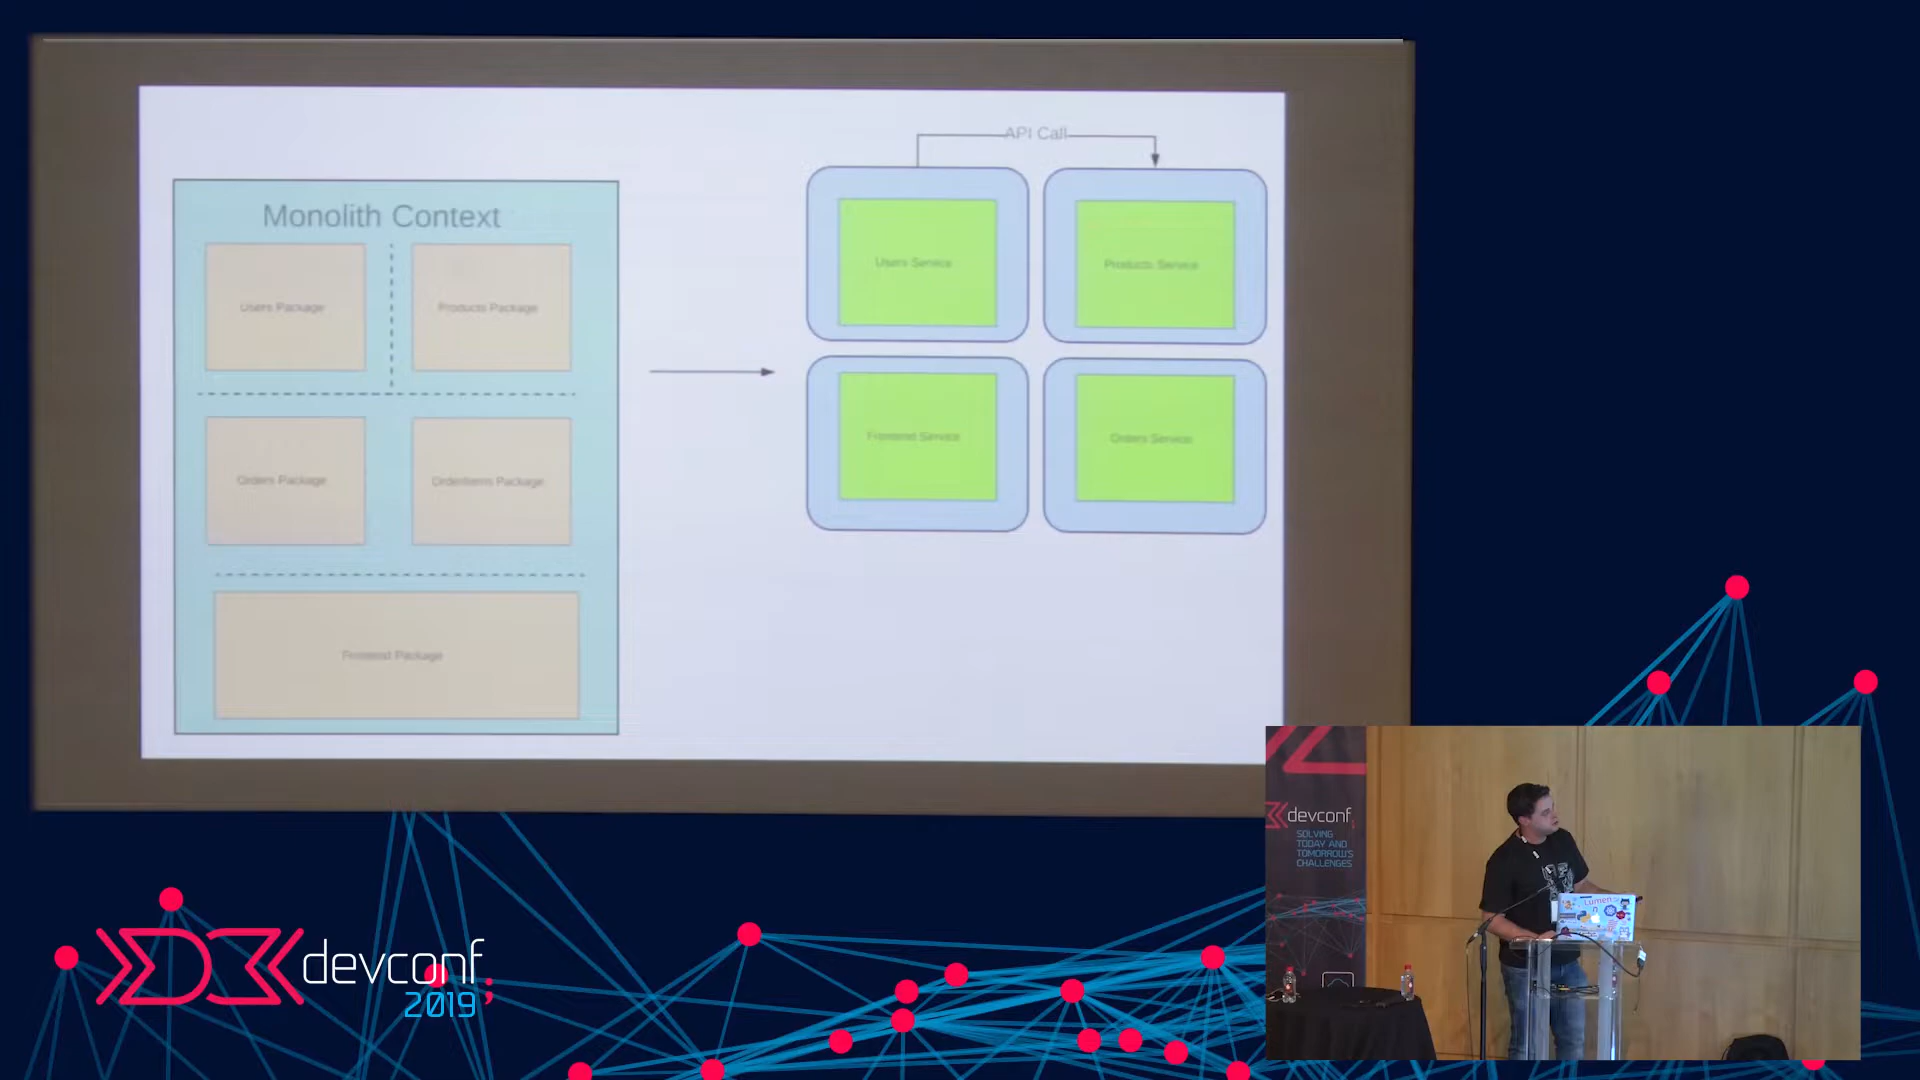 API Call
Monolith Context
Users Package
Products Package
Orders Package
OrderItems Package
Frontend Package
Users Service
Products Service
Frontend Service
Orders Service
devconf;
2019
devconf;
SOLVING
TODAY AND
TOMORROW'S
CHALLENGES
Lumen